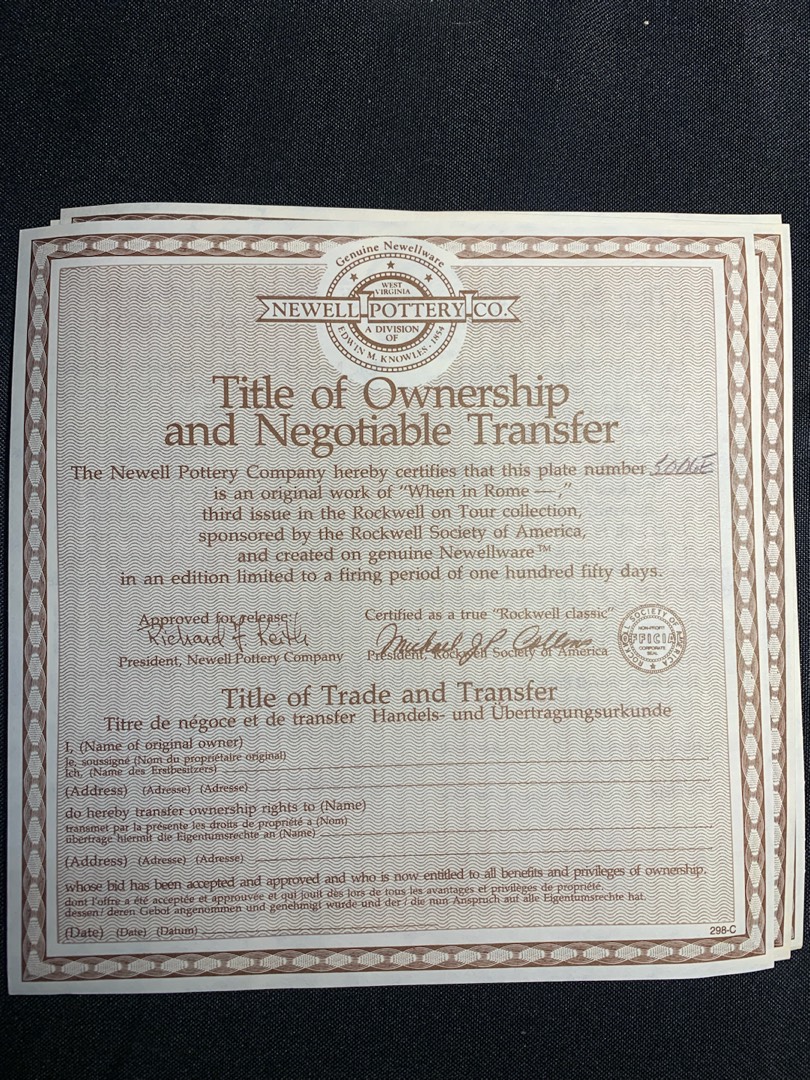 Genuine Newellware
WEST
VIRGINIA
NEWELL POTTERY CO.
A DIVISION
OF
EDWIN M. KNOWLES · 1854
Title of Ownership
and Negotiable Transfer
The Newell Pottery Company hereby certifies that this plate number
is an original work of “When in Rome —,”
third issue in the Rockwell on Tour collection,
sponsored by the Rockwell Society of America,
and created on genuine Newellware™
in an edition limited to a firing period of one hundred fifty days.
Approved for release:
Richard F Keith
President, Newell Pottery Company
Certified as a true “Rockwell classic”
Michael J.P. Collins
President, Rockwell Society of America
ROCKWELL SOCIETY OF AMERICA
NON-PROFIT
OFFICIAL
CORPORATE
SEAL
Title of Trade and Transfer
Titre de négoce et de transfer Handels- und Übertragungsurkunde
I, (Name of original owner)
Je, soussigné (Nom du propriétaire original)
Ich, (Name des Erstbesitzers)
(Address) (Adresse) (Adresse)
do hereby transfer ownership rights to (Name)
transmet par la présente les droits de propriété a (Nom)
übertrage hiermit die Eigentumsrechte an (Name)
(Address) (Adresse) (Adresse)
whose bid has been accepted and approved and who is now entitled to all benefits and privileges of ownership.
dont l'offre a été acceptée et approuvée et qui jouit dès lors de tous les avantages et privilèges de propriété.
dessen / deren Gebot angenommen und genehmigt wurde und der / die nun Anspruch auf alle Eigentumsrechte hat.
(Date) (Date) (Datum)
298-C